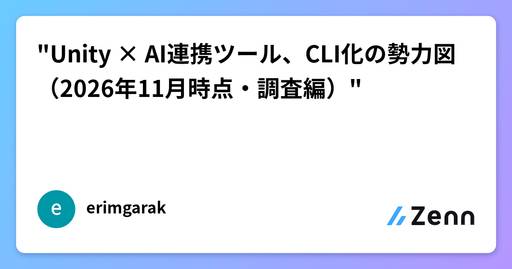 "Unity × AI連携ツール、CLI化の勢力図
（2026年11月時点・調査編）"
e
erimgarak
Zenn